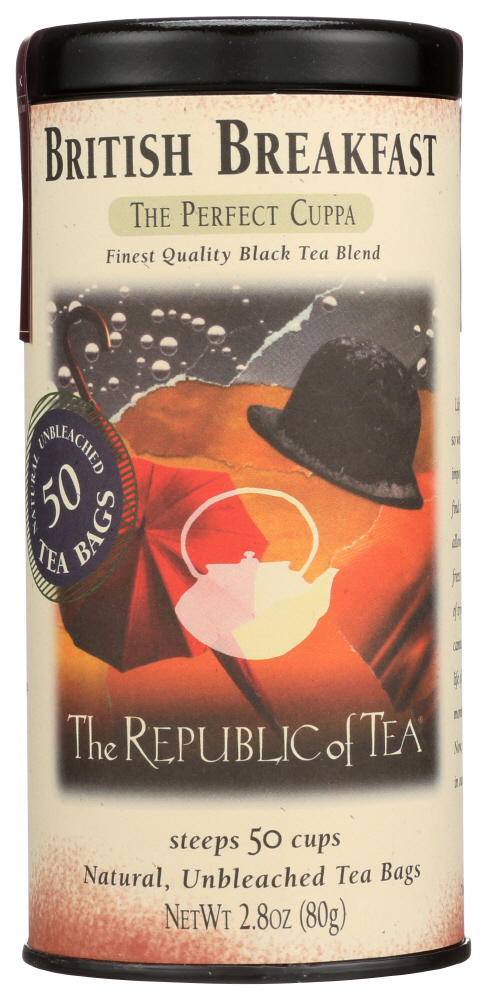 BRITISH BREAKFAST
THE PERFECT CUPPA
Finest Quality Black Tea Blend
NATURAL UNBLEACHED
50
TEA BAGS
The REPUBLIC of TEA
steeps 50 cups
Natural, Unbleached Tea Bags
NETWT 2.8OZ (80g)